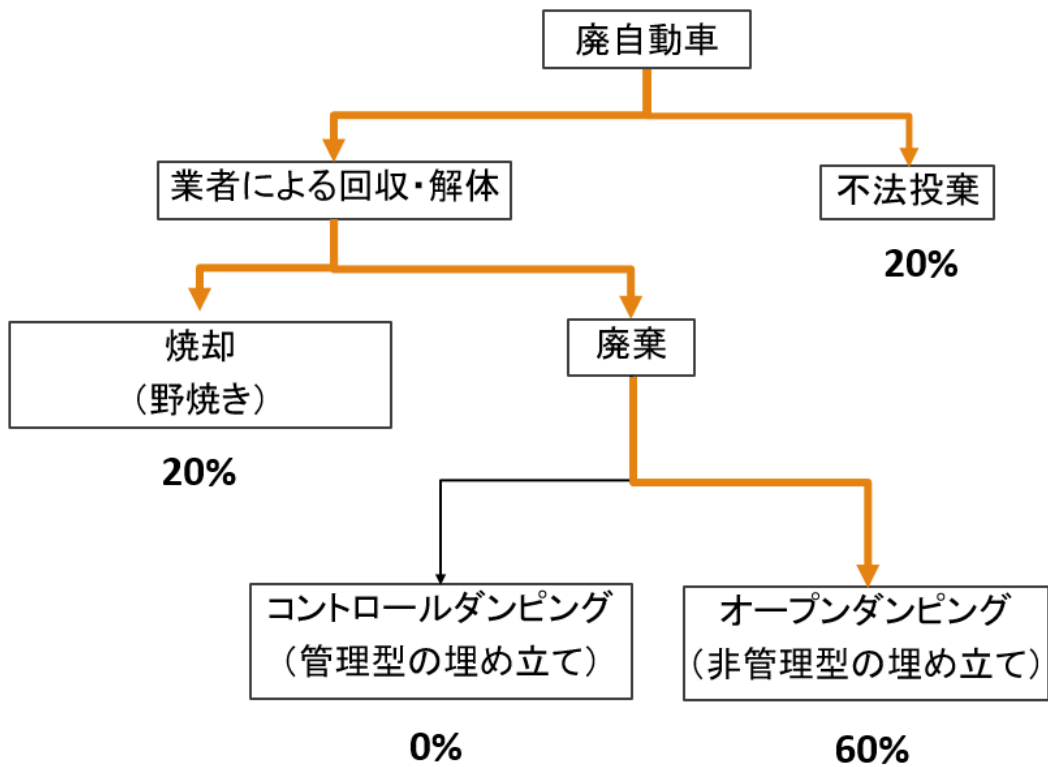 廃自動車
業者による回収・解体
不法投棄
20%
焼却
（野焼き）
廃棄
20%
コントロールダンピング
（管理型の埋め立て）
オープンダンピング
（非管理型の埋め立て）
0%
60%